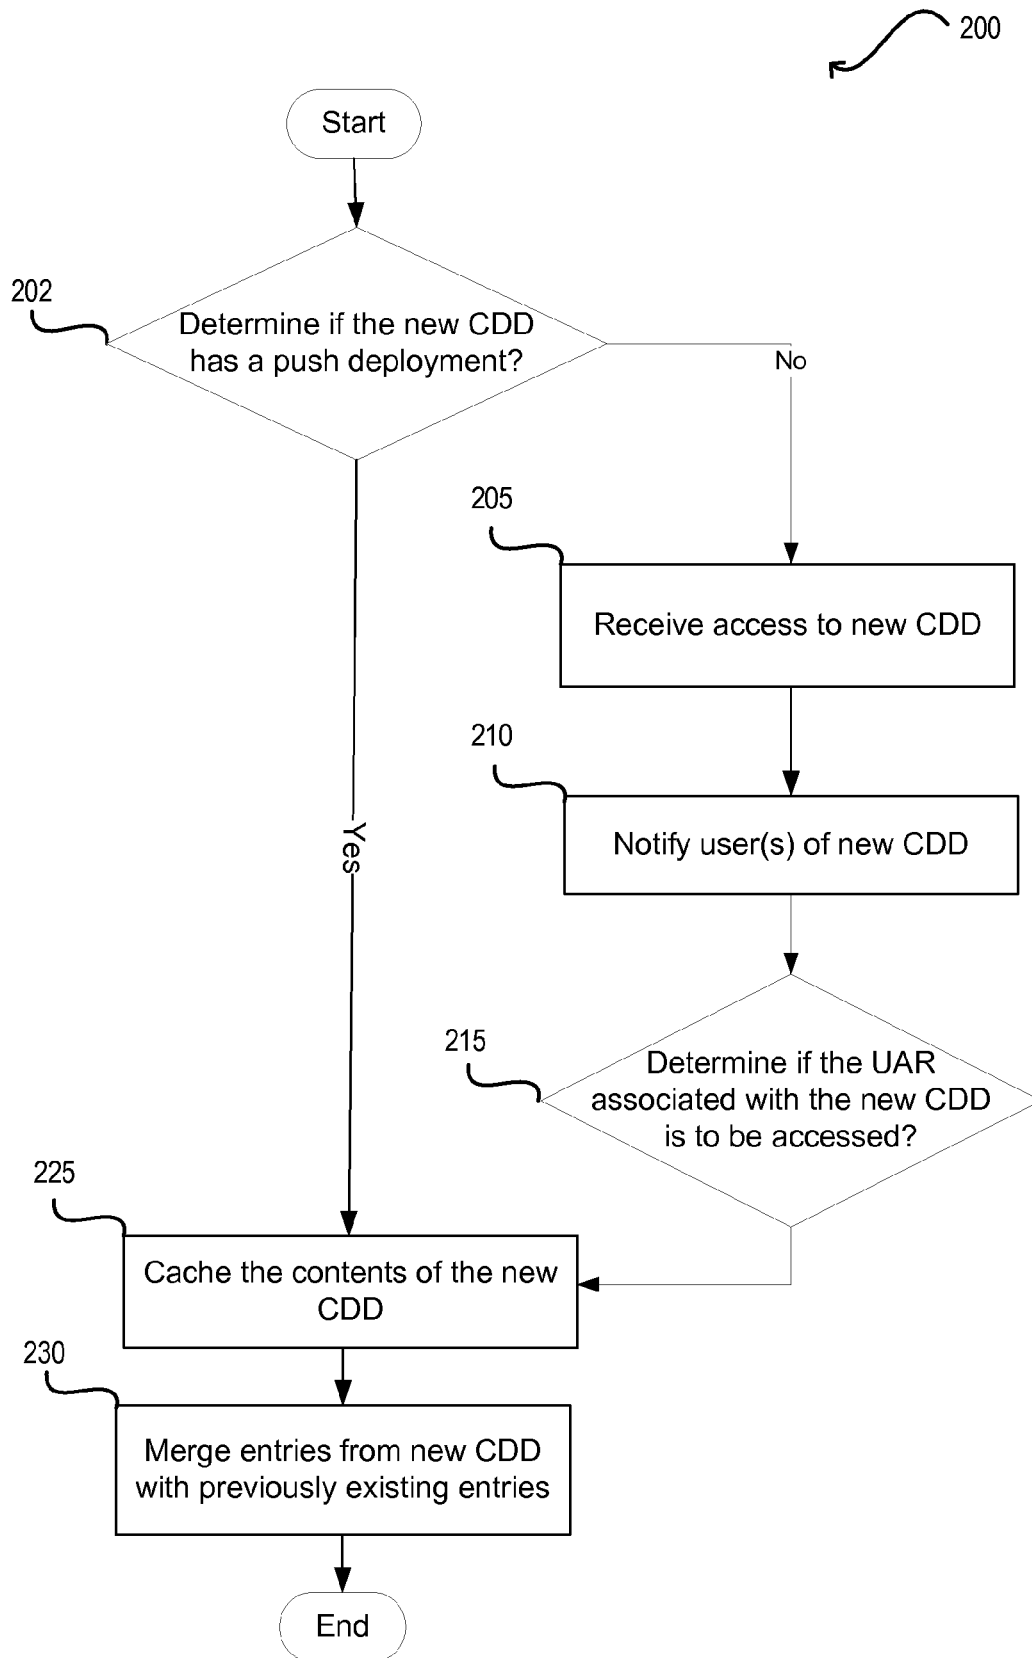 200
Start
202
Determine if the new CDD
has a push deployment?
No
205
Receive access to new CDD
210
Notify user(s) of new CDD
Yes
215
Determine if the UAR
associated with the new CDD
is to be accessed?
225
Cache the contents of the new
CDD
230
Merge entries from new CDD
with previously existing entries
End